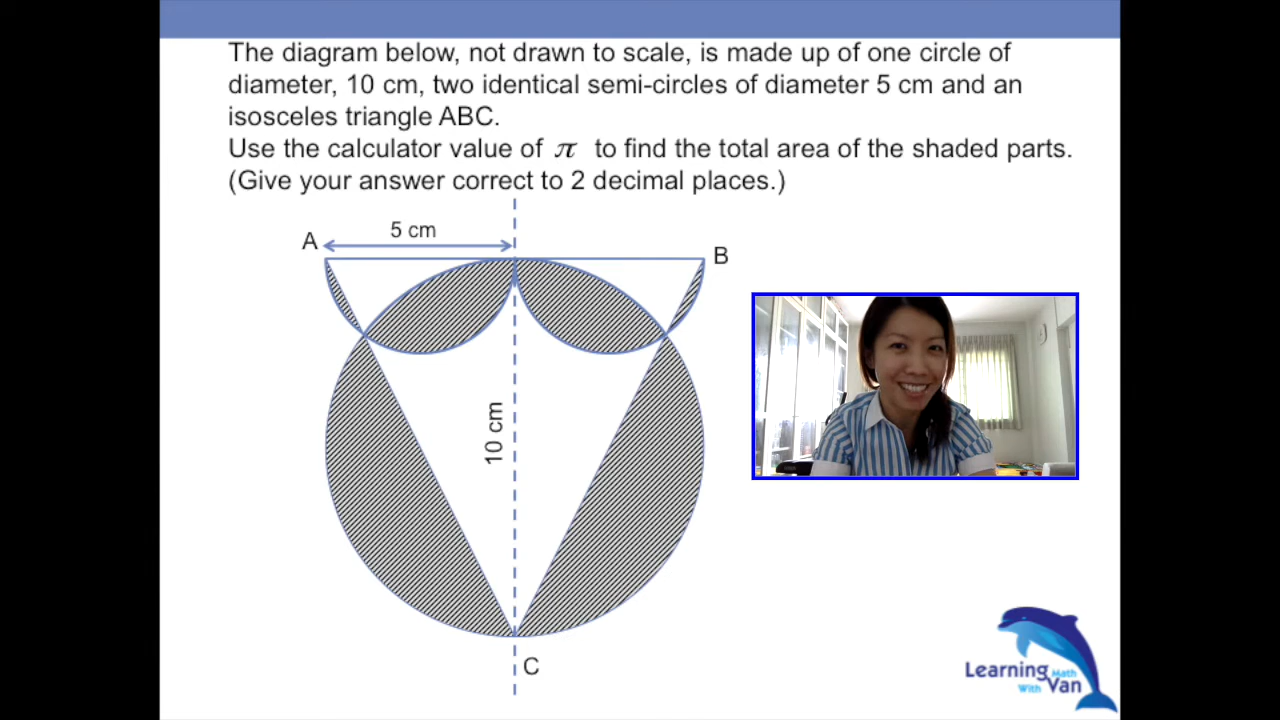 The diagram below, not drawn to scale, is made up of one circle of
diameter, 10 cm, two identical semi-circles of diameter 5 cm and an
isosceles triangle ABC.
Use the calculator value of π to find the total area of the shaded parts.
(Give your answer correct to 2 decimal places.)
A
5 cm
B
10 cm
C
Learning Math
With Van